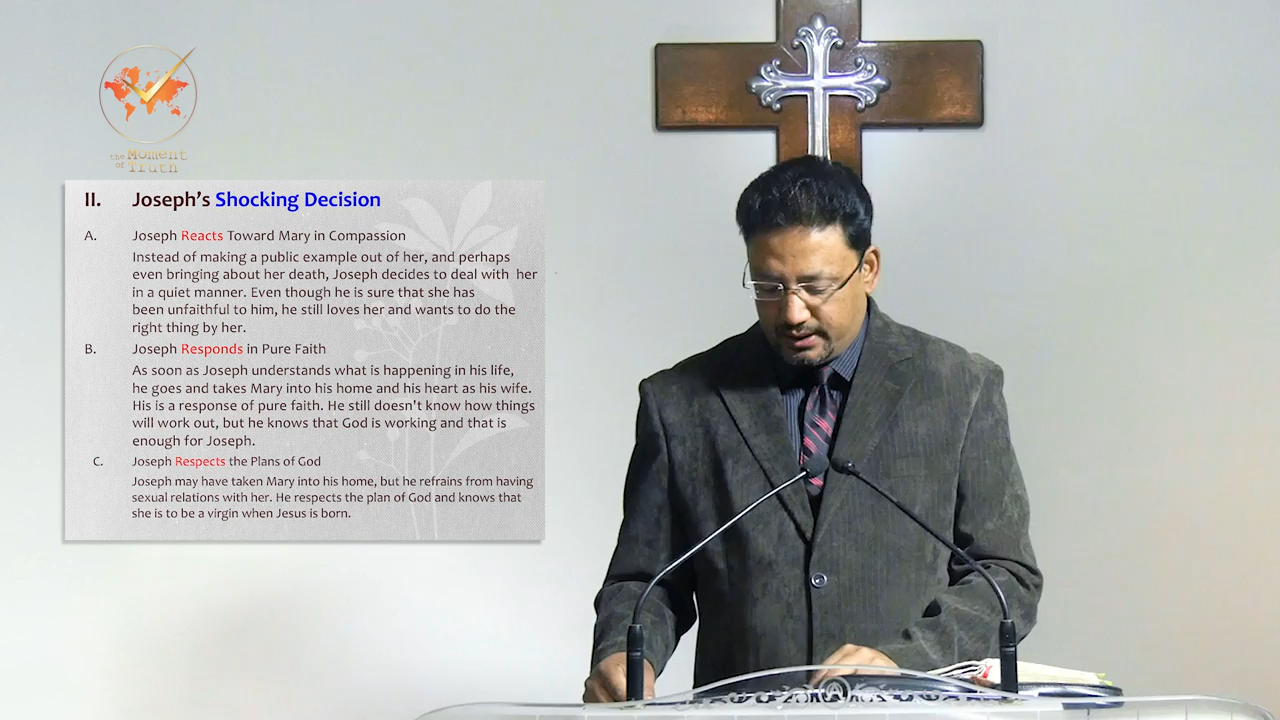 the Moment
of Truth
II. Joseph's Shocking Decision
A. Joseph Reacts Toward Mary in Compassion
Instead of making a public example out of her, and perhaps
even bringing about her death, Joseph decides to deal with her
in a quiet manner. Even though he is sure that she has
been unfaithful to him, he still loves her and wants to do the
right thing by her.
B. Joseph Responds in Pure Faith
As soon as Joseph understands what is happening in his life,
he goes and takes Mary into his home and his heart as his wife.
His is a response of pure faith. He still doesn't know how things
will work out, but he knows that God is working and that is
enough for Joseph.
C. Joseph Respects the Plans of God
Joseph may have taken Mary into his home, but he refrains from having
sexual relations with her. He respects the plan of God and knows that
she is to be a virgin when Jesus is born.